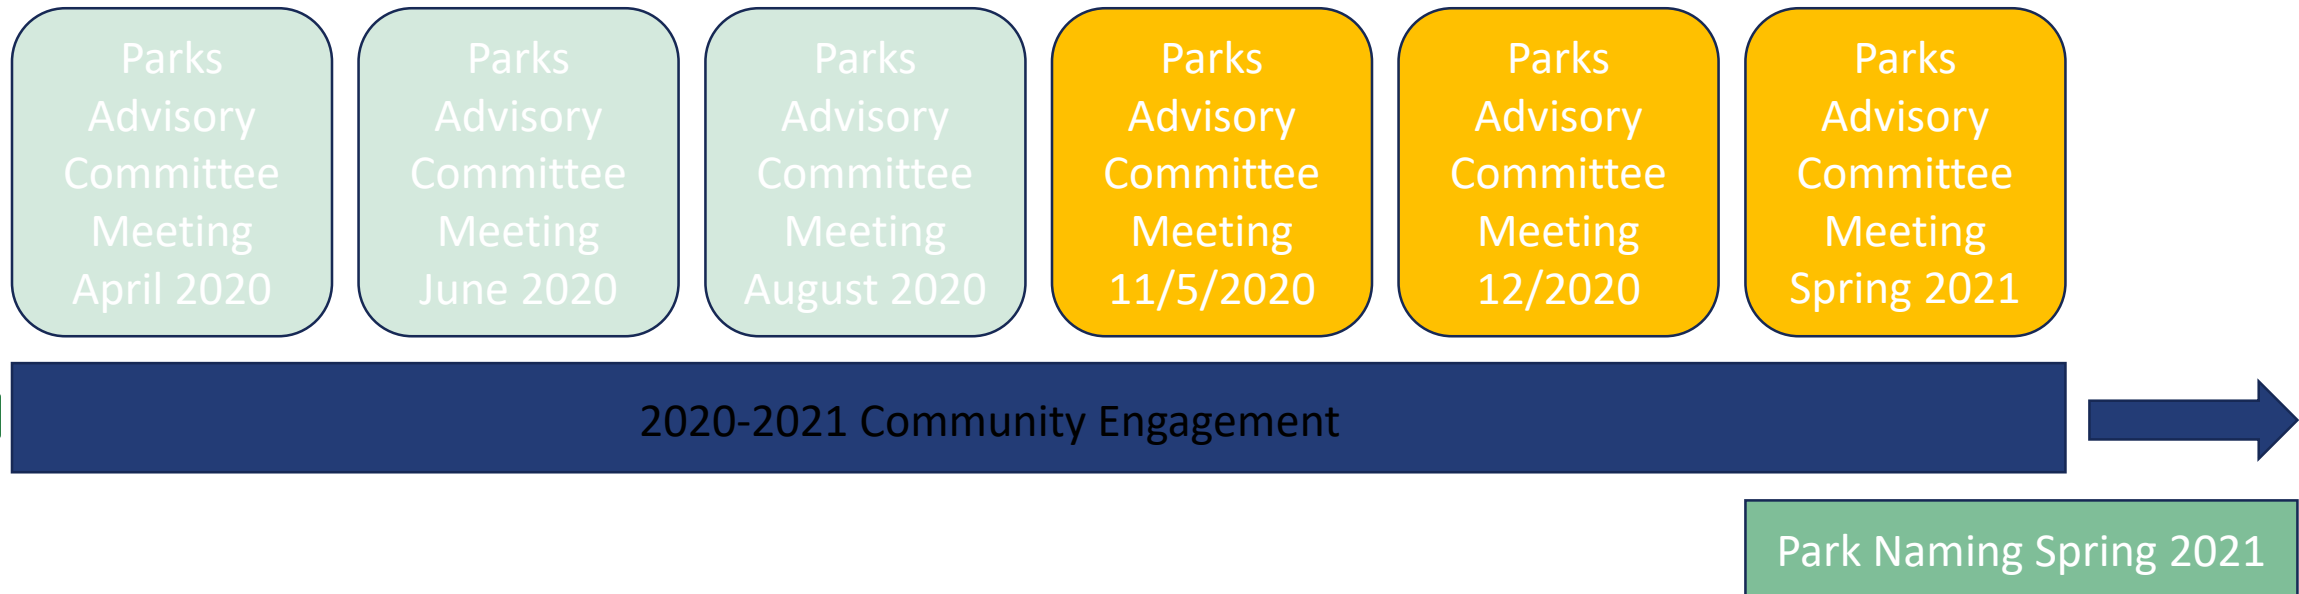 Parks
Advisory
Committee
Meeting
April 2020
Parks
Advisory
Committee
Meeting
June 2020
Parks
Advisory
Committee
Meeting
August 2020
Parks
Advisory
Committee
Meeting
11/5/2020
Parks
Advisory
Committee
Meeting
12/2020
Parks
Advisory
Committee
Meeting
Spring 2021
2020-2021 Community Engagement
Park Naming Spring 2021